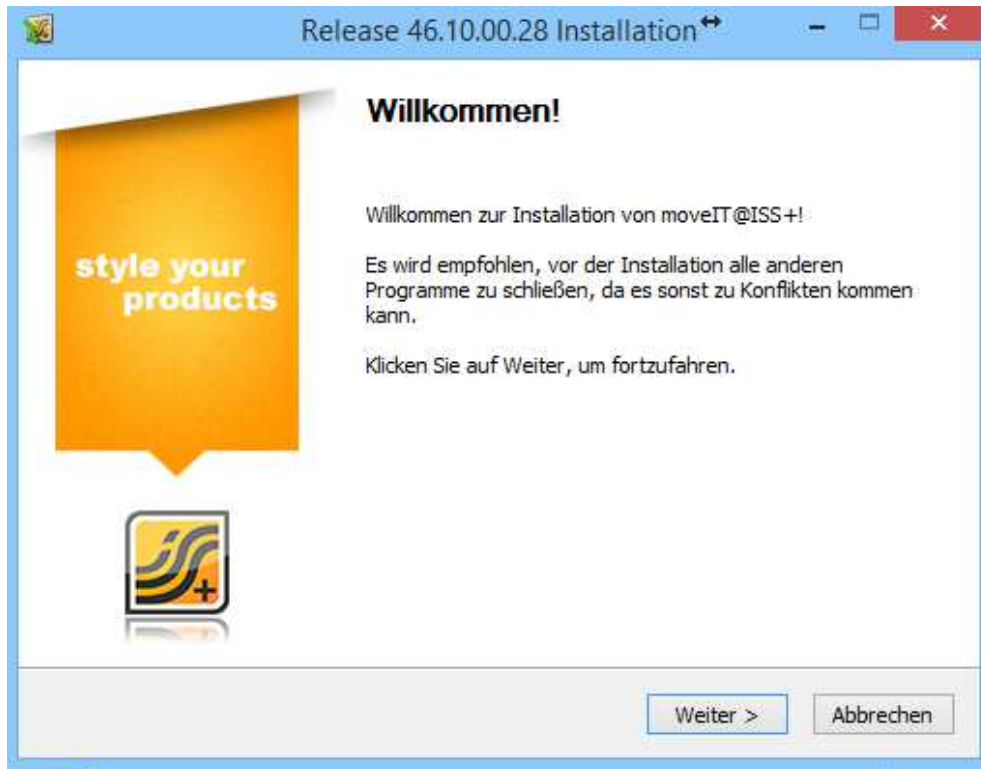 Release 46.10.00.28 Installation
Willkommen!
Willkommen zur Installation von moveIT@ISS+!
Es wird empfohlen, vor der Installation alle anderen
Programme zu schließen, da es sonst zu Konflikten kommen
kann.
Klicken Sie auf Weiter, um fortzufahren.
style your
products
Weiter >
Abbrechen